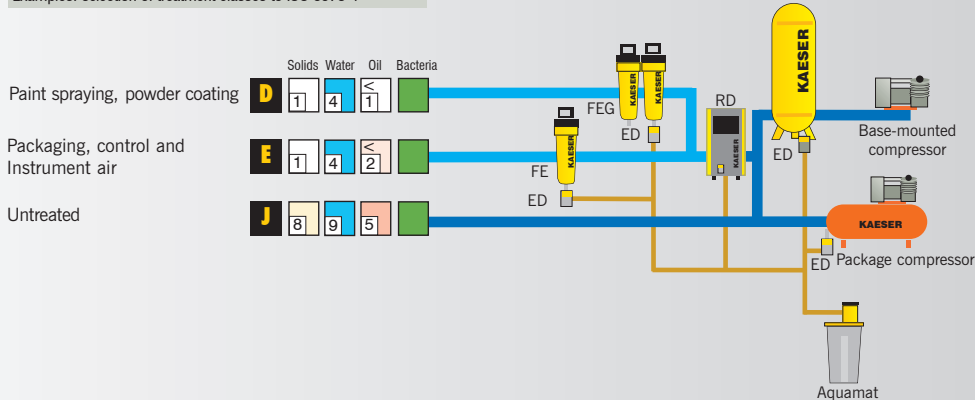 Examples: selection of treatment classes to ISO 8573-1
Solids Water Oil Bacteria
Paint spraying, powder coating D 1 4 < 1
Packaging, control and
Instrument air
E 1 4 < 2
Untreated J 8 9 5
KAESER
KAESER
FEG
ED
KAESER
FE
ED
RD
KAESER
KAESER
ED
Base-mounted
compressor
KAESER
ED
Package compressor
Aquamat